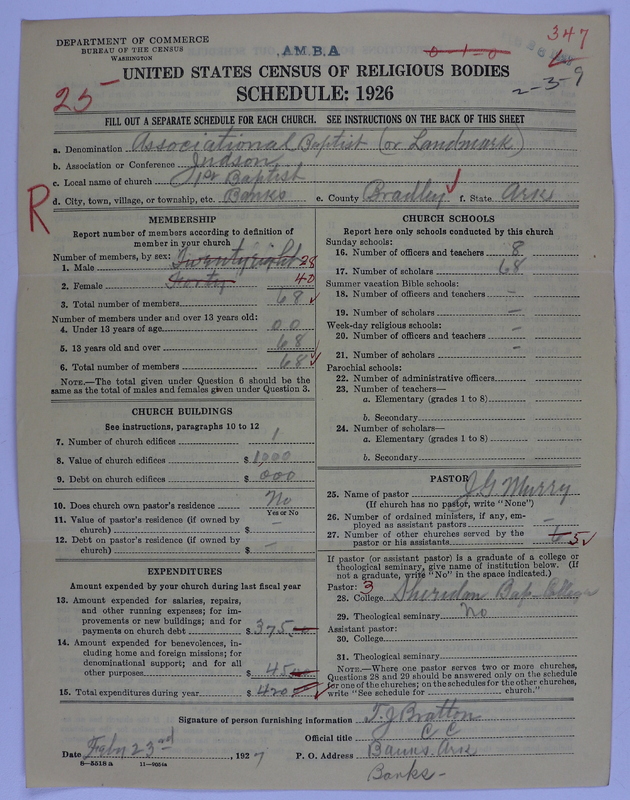 DEPARTMENT OF COMMERCE
BUREAU OF THE CENSUS
WASHINGTON
A.M.B.A.
0-1-0
347
2-3-9
25-
R
UNITED STATES CENSUS OF RELIGIOUS BODIES
SCHEDULE: 1926
FILL OUT A SEPARATE SCHEDULE FOR EACH CHURCH. SEE INSTRUCTIONS ON THE BACK OF THIS SHEET
a. Denomination Associational Baptist (or Landmark)
b. Association or Conference Judson
c. Local name of church 1st Baptist
d. City, town, village, or township, etc. Banks e. County Bradley f. State Ark
MEMBERSHIP
Report number of members according to definition of
member in your church
Number of members, by sex:
1. Male Twentyeight 28
2. Female Forty 40
3. Total number of members 68
Number of members under and over 13 years old:
4. Under 13 years of age 00
5. 13 years old and over 68
6. Total number of members 68
NOTE.—The total given under Question 6 should be the
same as the total of males and females given under Question 3.
CHURCH BUILDINGS
See instructions, paragraphs 10 to 12
7. Number of church edifices 1
8. Value of church edifices $ 1,000
9. Debt on church edifices $ 000
10. Does church own pastor's residence No
Yes or No
11. Value of pastor's residence (if owned by
church) $ —
12. Debt on pastor's residence (if owned by
church) $ —
EXPENDITURES
Amount expended by your church during last fiscal year
13. Amount expended for salaries, repairs,
and other running expenses; for im-
provements or new buildings; and for
payments on church debt $ 375.00
14. Amount expended for benevolences, in-
cluding home and foreign missions; for
denominational support; and for all
other purposes $ 45.00
15. Total expenditures during year $ 420
CHURCH SCHOOLS
Report here only schools conducted by this church
Sunday schools:
16. Number of officers and teachers 8
17. Number of scholars 68
Summer vacation Bible schools:
18. Number of officers and teachers —
19. Number of scholars —
Week-day religious schools:
20. Number of officers and teachers —
21. Number of scholars —
Parochial schools:
22. Number of administrative officers
23. Number of teachers—
a. Elementary (grades 1 to 8)
b. Secondary
24. Number of scholars—
a. Elementary (grades 1 to 8)
b. Secondary
PASTOR
25. Name of pastor J. G. Murry
(If church has no pastor, write "None")
26. Number of ordained ministers, if any, em-
ployed as assistant pastors —
27. Number of other churches served by the
pastor or his assistants 5
If pastor (or assistant pastor) is a graduate of a college or
theological seminary, give name of institution below. (If
not a graduate, write "No" in the space indicated.)
Pastor: 3
28. College Sheridan Bap. College
29. Theological seminary No
Assistant pastor:
30. College
31. Theological seminary
NOTE.—Where one pastor serves two or more churches,
Questions 28 and 29 should be answered only on the schedule
for one of the churches; on the schedules for the other churches,
write "See schedule for church."
Signature of person furnishing information T. J. Bratton
Official title C C
Date Feby 23rd, 1927 P. O. Address Banns. Ark
Banks-
8-5518 a 11-9051a